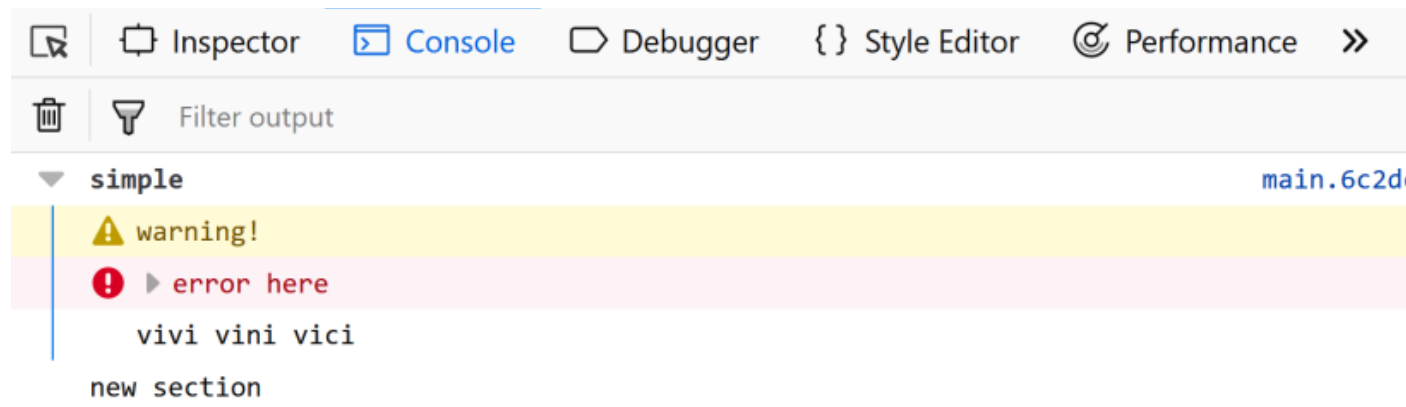 Inspector Console Debugger { } Style Editor Performance »
Filter output
simple main.6c2d
warning!
error here
vivi vini vici
new section